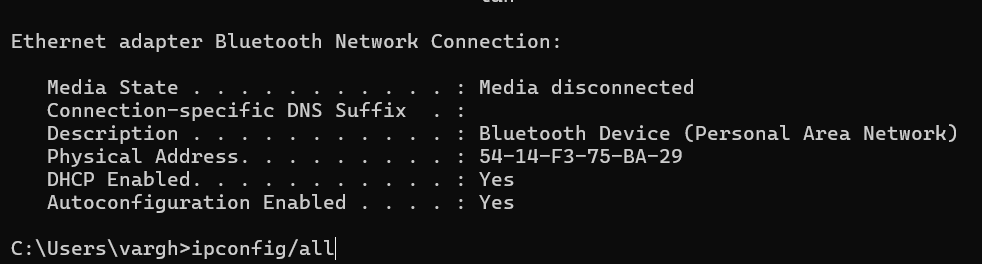 Ethernet adapter Bluetooth Network Connection:
Media State . . . . . . . . . . . : Media disconnected
Connection-specific DNS Suffix  . :
Description . . . . . . . . . . . : Bluetooth Device (Personal Area Network)
Physical Address. . . . . . . . . : 54-14-F3-75-BA-29
DHCP Enabled. . . . . . . . . . . : Yes
Autoconfiguration Enabled . . . . : Yes
C:\Users\vargh>ipconfig/all